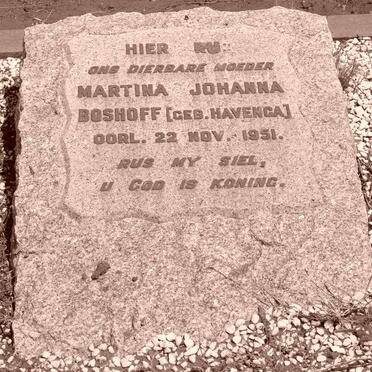 HIER RUS
ONS DIERBARE MOEDER
MARTINA JOHANNA
BOSHOFF [GEB. HAVENGA]
OORL. 22 NOV. 1951.
RUS MY SIEL,
U GOD IS KONING.